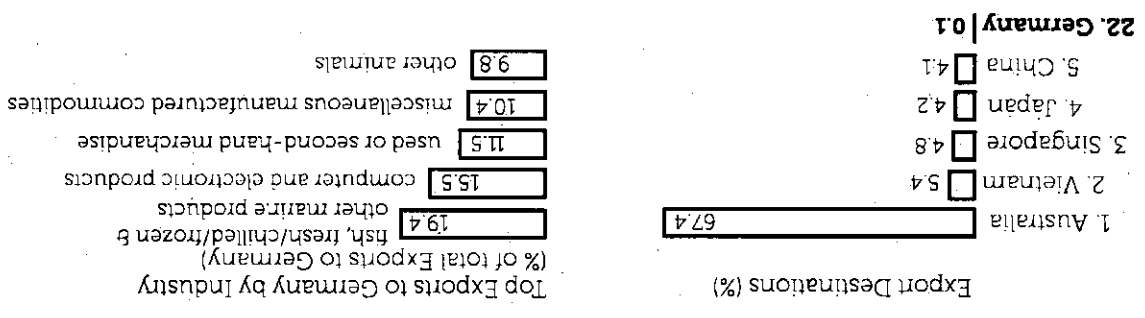 Export Destinations (%)
1. Australia 67.4
2. Vietnam 5.4
3. Singapore 4.8
4. Japan 4.2
5. China 4.1
22. Germany 0.1
Top Exports to Germany by Industry
(% of total Exports to Germany)
19.4 fish, fresh/chilled/frozen &
other marine products
15.5 computer and electronic products
11.5 used or second-hand merchandise
10.4 miscellaneous manufactured commodities
9.8 other animals